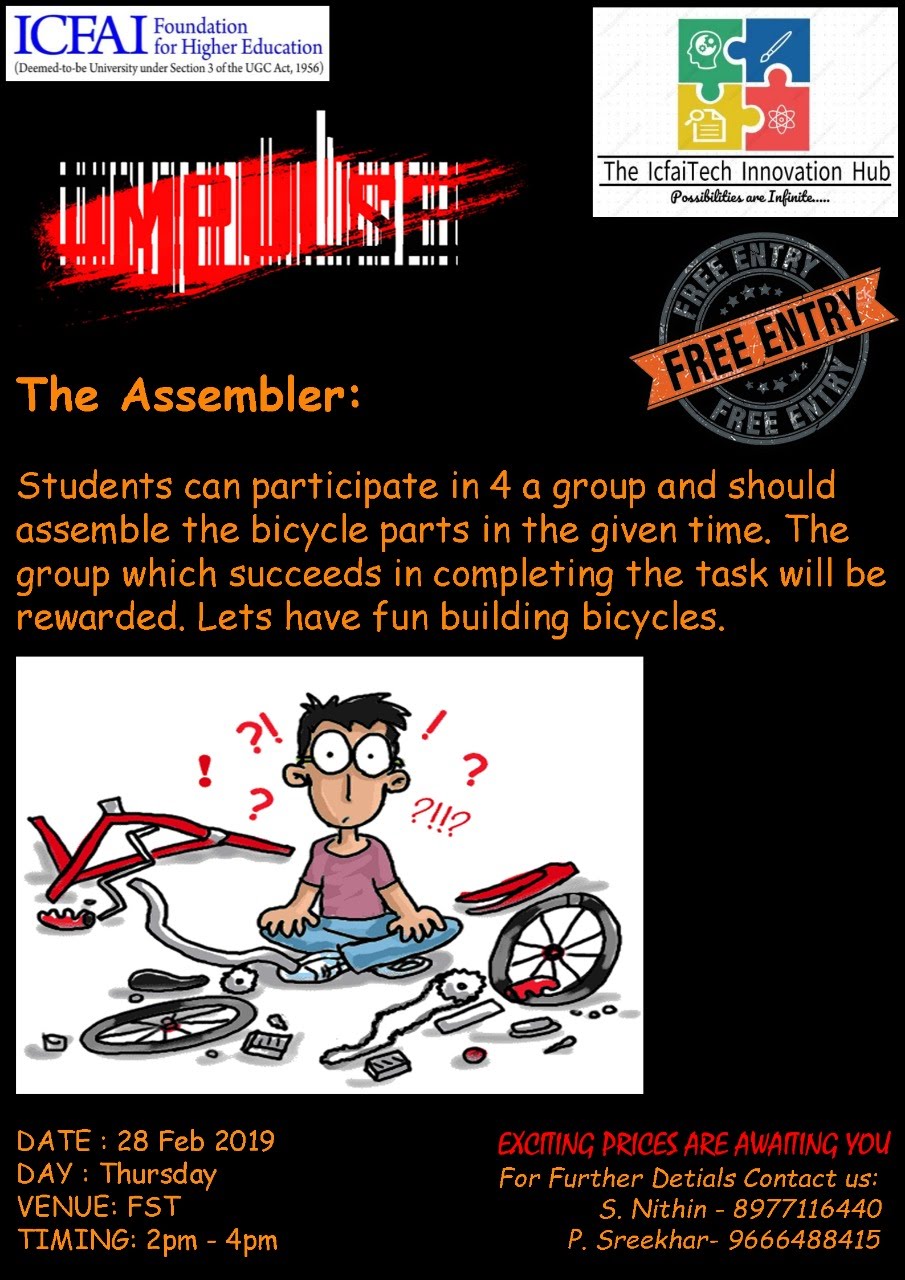 ICFAI Foundation
for Higher Education
(Deemed-to-be University under Section 3 of the UGC Act, 1956)
The IcfaiTech Innovation Hub
Possibilities are Infinite.....
IMPULSE
FREE ENTRY
FREE ENTRY
FREE ENTRY
The Assembler:
Students can participate in 4 a group and should
assemble the bicycle parts in the given time. The
group which succeeds in completing the task will be
rewarded. Lets have fun building bicycles.
?!
!
!
?
?
?!!?
DATE : 28 Feb 2019
DAY : Thursday
VENUE: FST
TIMING: 2pm - 4pm
EXCITING PRICES ARE AWAITING YOU
For Further Detials Contact us:
S. Nithin - 8977116440
P. Sreekhar- 9666488415